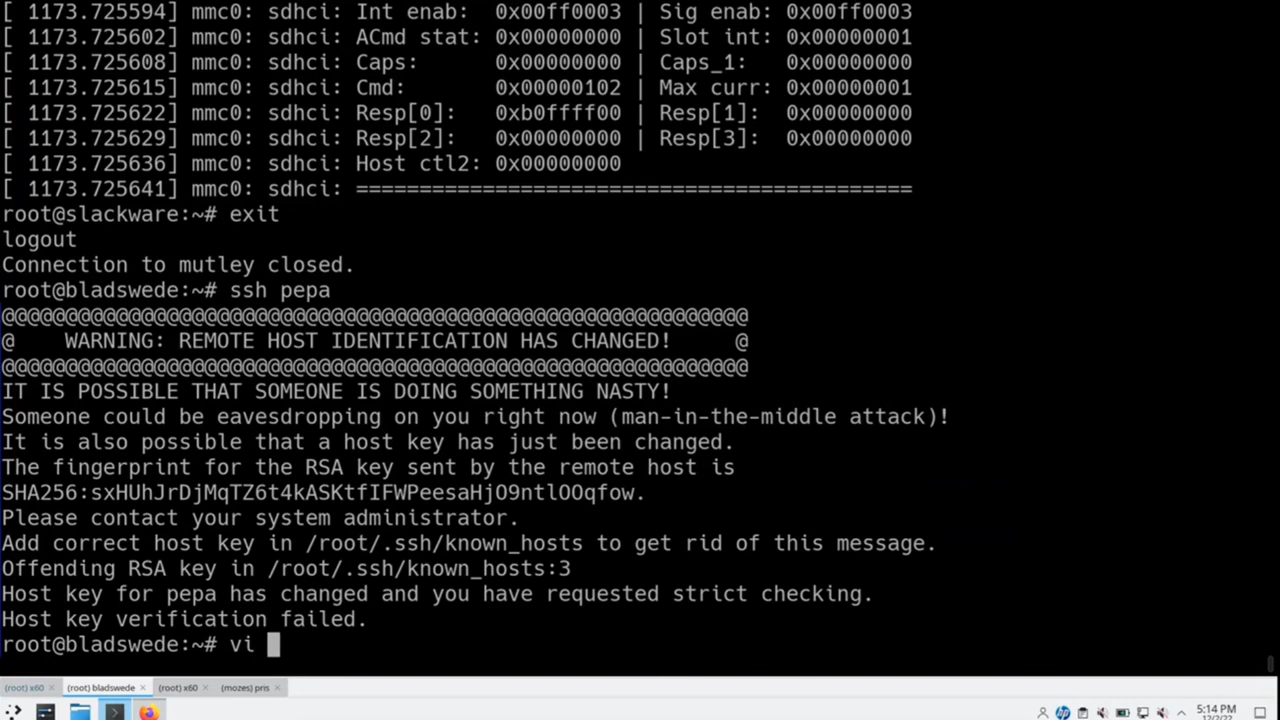 [ 1173.725594] mmc0: sdhci: Int enab:  0x00ff0003 | Sig enab: 0x00ff0003
[ 1173.725602] mmc0: sdhci: ACmd stat: 0x00000000 | Slot int: 0x00000001
[ 1173.725608] mmc0: sdhci: Caps:      0x00000000 | Caps_1:   0x00000000
[ 1173.725615] mmc0: sdhci: Cmd:       0x00000102 | Max curr: 0x00000001
[ 1173.725622] mmc0: sdhci: Resp[0]:   0xb0ffff00 | Resp[1]:  0x00000000
[ 1173.725629] mmc0: sdhci: Resp[2]:   0x00000000 | Resp[3]:  0x00000000
[ 1173.725636] mmc0: sdhci: Host ctl2: 0x00000000
[ 1173.725641] mmc0: sdhci: ============================================
root@slackware:~# exit
logout
Connection to mutley closed.
root@bladswede:~# ssh pepa
@@@@@@@@@@@@@@@@@@@@@@@@@@@@@@@@@@@@@@@@@@@@@@@@@@@@@@@@@@@
@    WARNING: REMOTE HOST IDENTIFICATION HAS CHANGED!     @
@@@@@@@@@@@@@@@@@@@@@@@@@@@@@@@@@@@@@@@@@@@@@@@@@@@@@@@@@@@
IT IS POSSIBLE THAT SOMEONE IS DOING SOMETHING NASTY!
Someone could be eavesdropping on you right now (man-in-the-middle attack)!
It is also possible that a host key has just been changed.
The fingerprint for the RSA key sent by the remote host is
SHA256:sxHUhJrDjMqTZ6t4kASKtfIFWPeesaHjO9ntlOOqfow.
Please contact your system administrator.
Add correct host key in /root/.ssh/known_hosts to get rid of this message.
Offending RSA key in /root/.ssh/known_hosts:3
Host key for pepa has changed and you have requested strict checking.
Host key verification failed.
root@bladswede:~# vi
(root) x60
(root) bladswede
(root) x60
(mozes) pris
5:14 PM
12/2/22